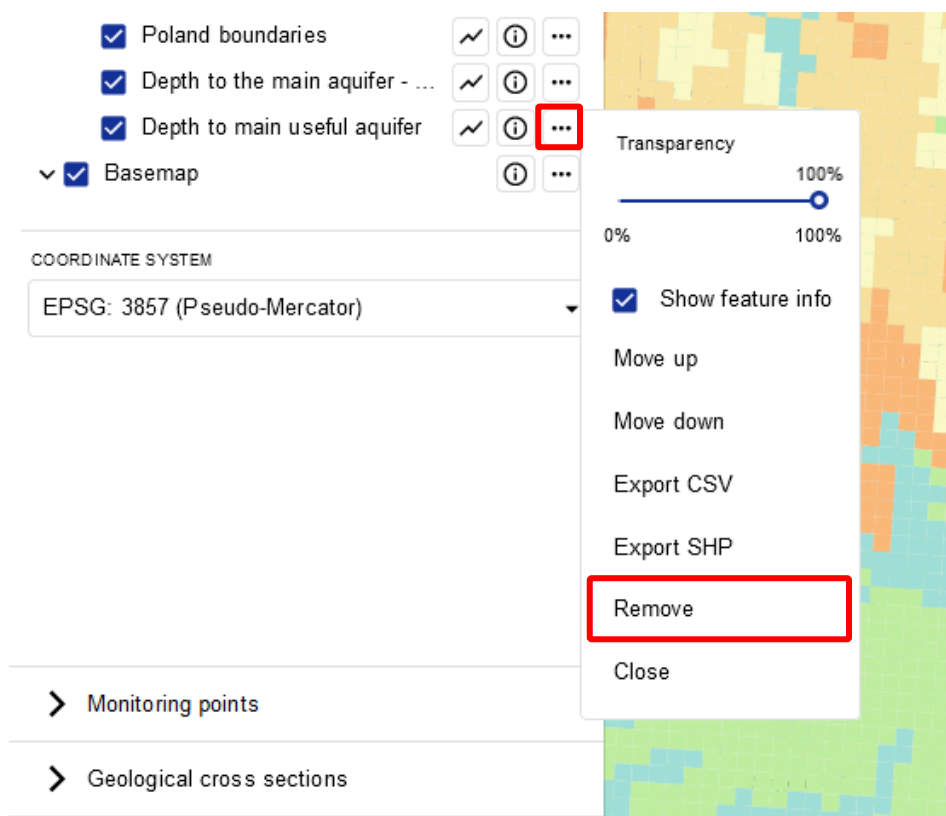 Poland boundaries
Depth to the main aquifer - ...
Depth to main useful aquifer
Basemap
COORDINATE SYSTEM
EPSG: 3857 (Pseudo-Mercator)
Transparency
100%
0% 100%
Show feature info
Move up
Move down
Export CSV
Export SHP
Remove
Close
Monitoring points
Geological cross sections